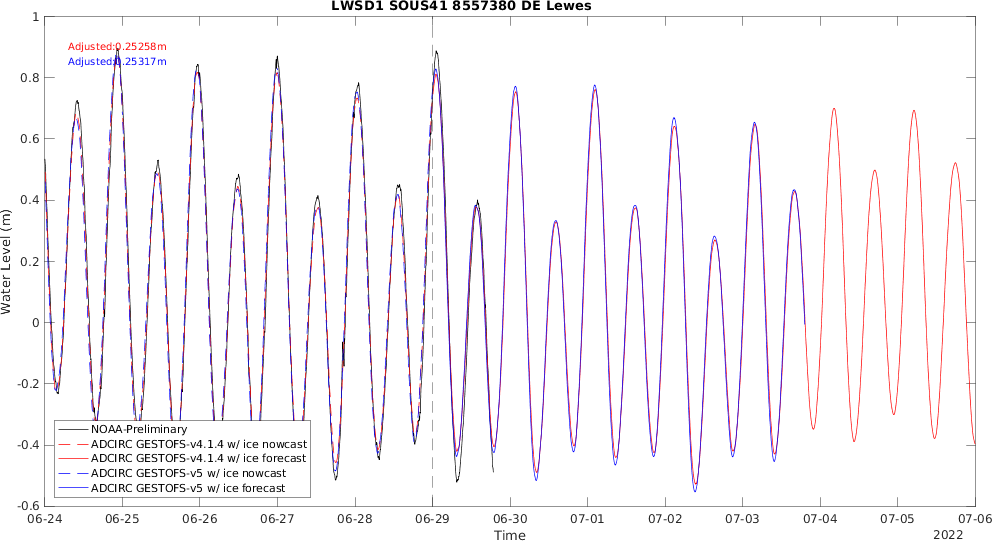 LWSD1 SOUS41 8557380 DE Lewes
Adjusted:0.25258m
Adjusted:0.25317m
Water Level (m)
1
0.8
0.6
0.4
0.2
0
-0.2
-0.4
-0.6
NOAA-Preliminary
ADCIRC GESTOFS-v4.1.4 w/ ice nowcast
ADCIRC GESTOFS-v4.1.4 w/ ice forecast
ADCIRC GESTOFS-v5 w/ ice nowcast
ADCIRC GESTOFS-v5 w/ ice forecast
06-24 06-25 06-26 06-27 06-28 06-29 06-30 07-01 07-02 07-03 07-04 07-05 07-06
Time
2022